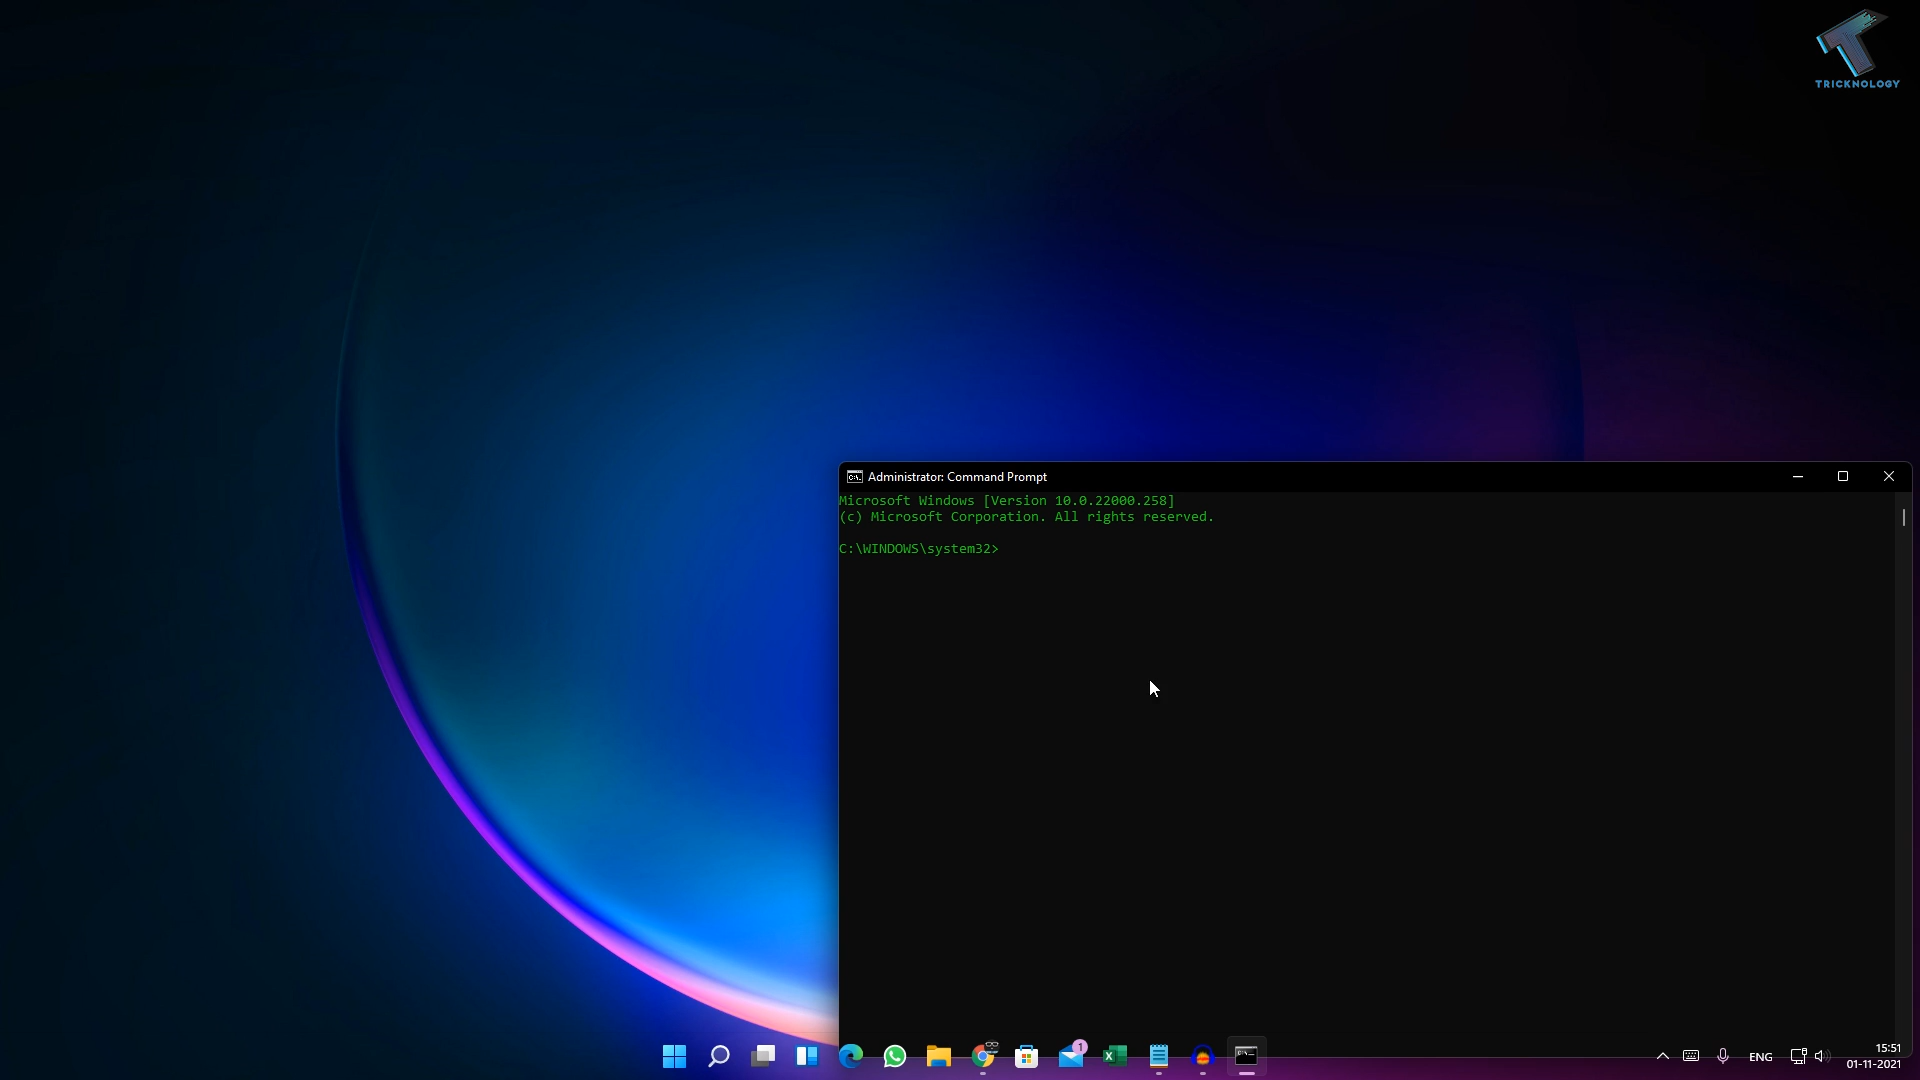 TRICKNOLOGY
Administrator: Command Prompt
Microsoft Windows [Version 10.0.22000.258]
(c) Microsoft Corporation. All rights reserved.
C:\WINDOWS\system32>
1
ENG
15:51
01-11-2021